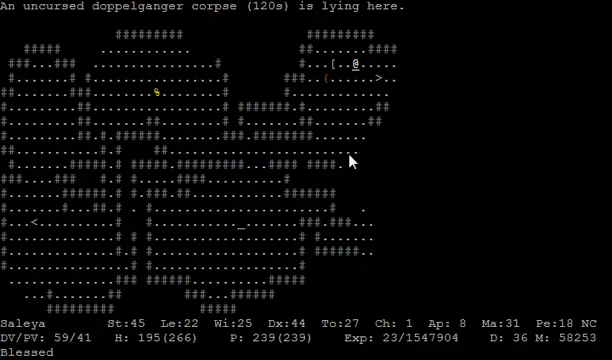 An uncursed doppelganger corpse (120s) is lying here.
Saleya St:45 Le:22 Wi:25 Dx:44 To:27 Ch: 1 Ap: 8 Ma:31 Pe:18 NC
DV/PV: 59/41 H: 195(266) P: 239(239) Exp: 23/1547904 D: 36 M: 58253
Blessed